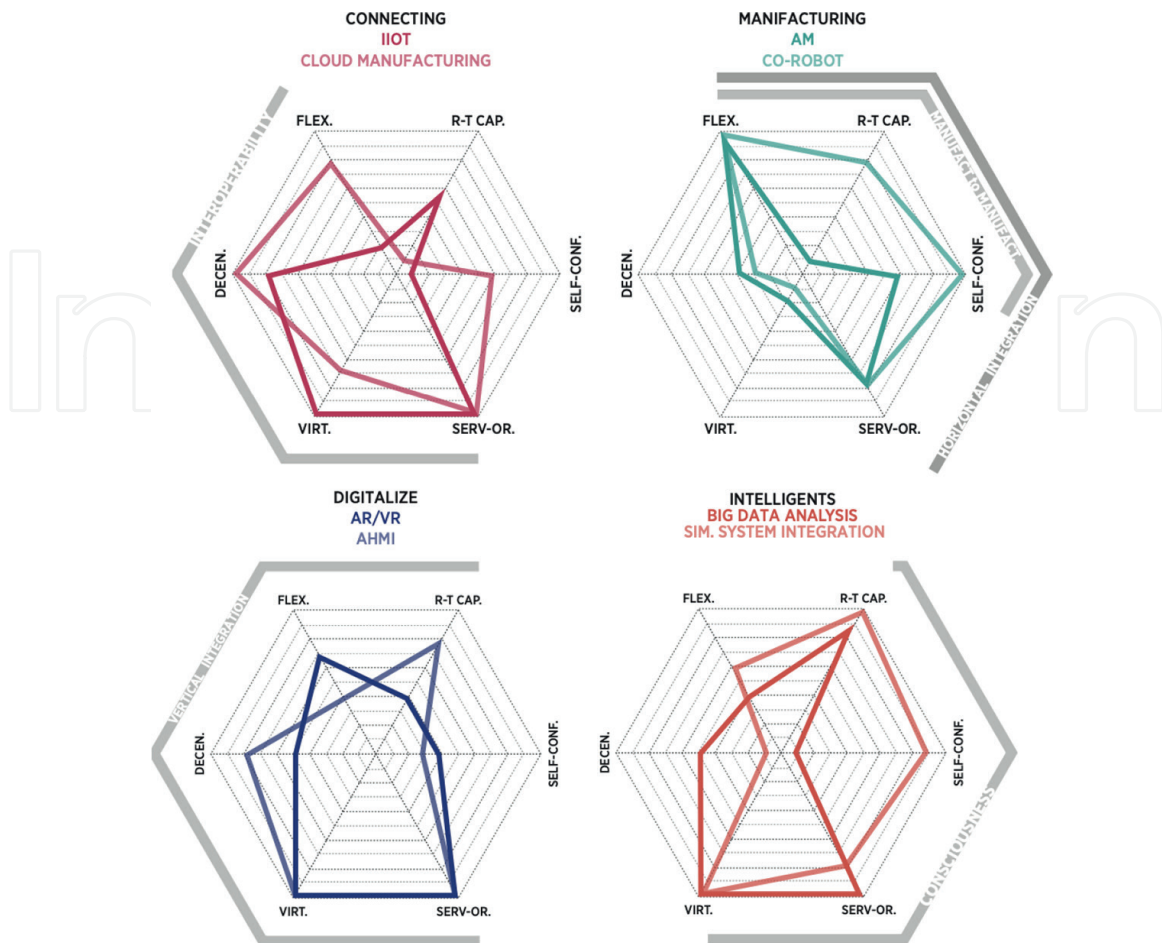 CONNECTING
IIOT
CLOUD MANUFACTURING
INTEROPERABILITY
FLEX.
R-T CAP.
DECEN.
SELF-CONF.
VIRT.
SERV-OR.
MANIFACTURING
AM
CO-ROBOT
FLEX.
R-T CAP.
MANUFACT to MANUFACT
DECEN.
SELF-CONF.
HORIZONTAL INTEGRATION
VIRT.
SERV-OR.
In
n
DIGITALIZE
AR/VR
AHMI
VERTICAL INTEGRATION
FLEX.
R-T CAP.
DECEN.
SELF-CONF.
VIRT.
SERV-OR.
INTELLIGENTS
BIG DATA ANALYSIS
SIM. SYSTEM INTEGRATION
FLEX.
R-T CAP.
DECEN.
SELF-CONF.
CONSCIOUSNESS
VIRT.
SERV-OR.